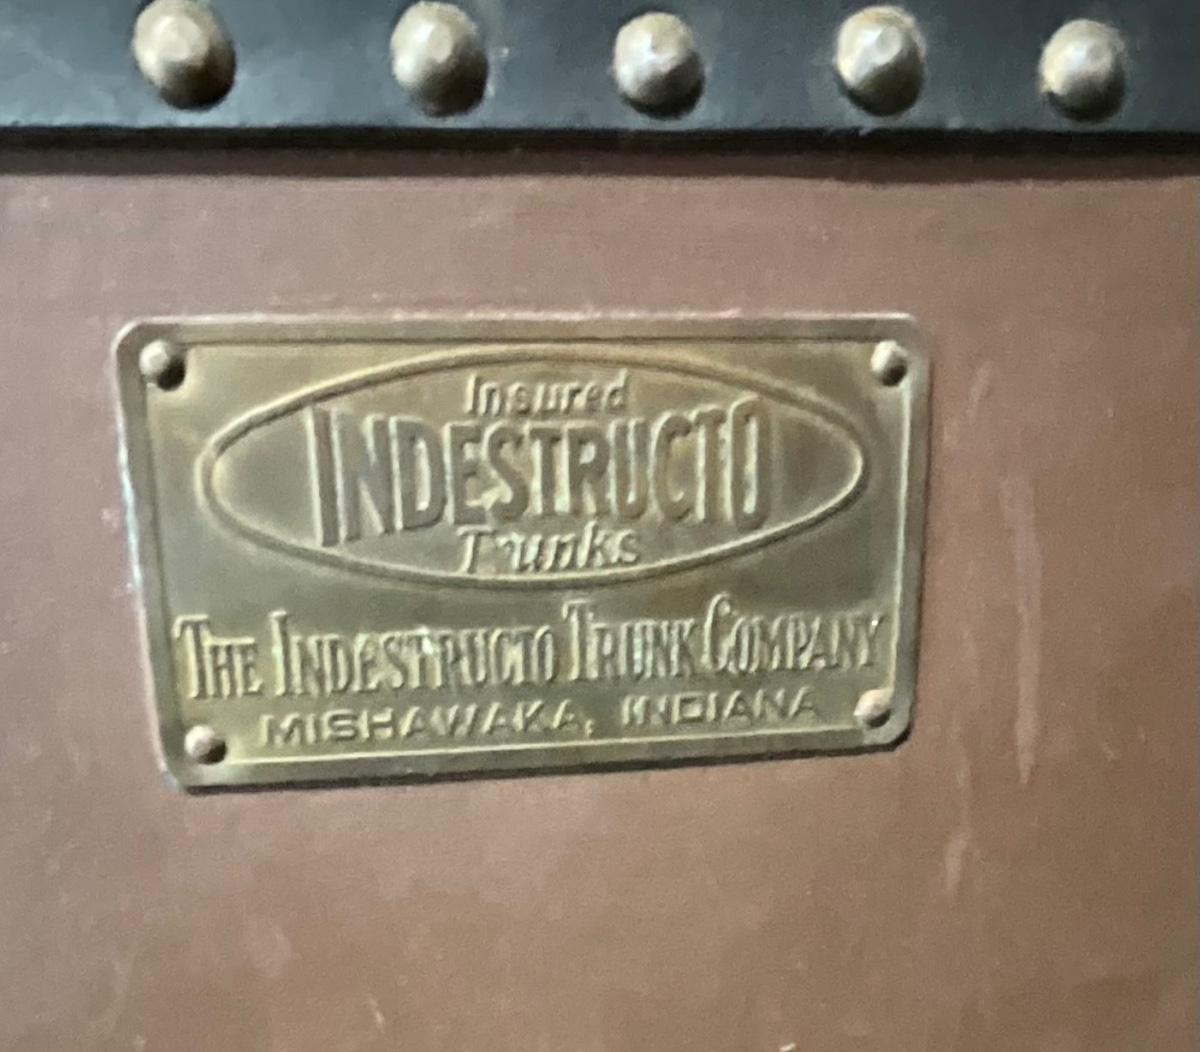 Insured
INDESTRUCTO
Trunks
THE INDESTRUCTO TRUNK COMPANY
MISHAWAKA, INDIANA